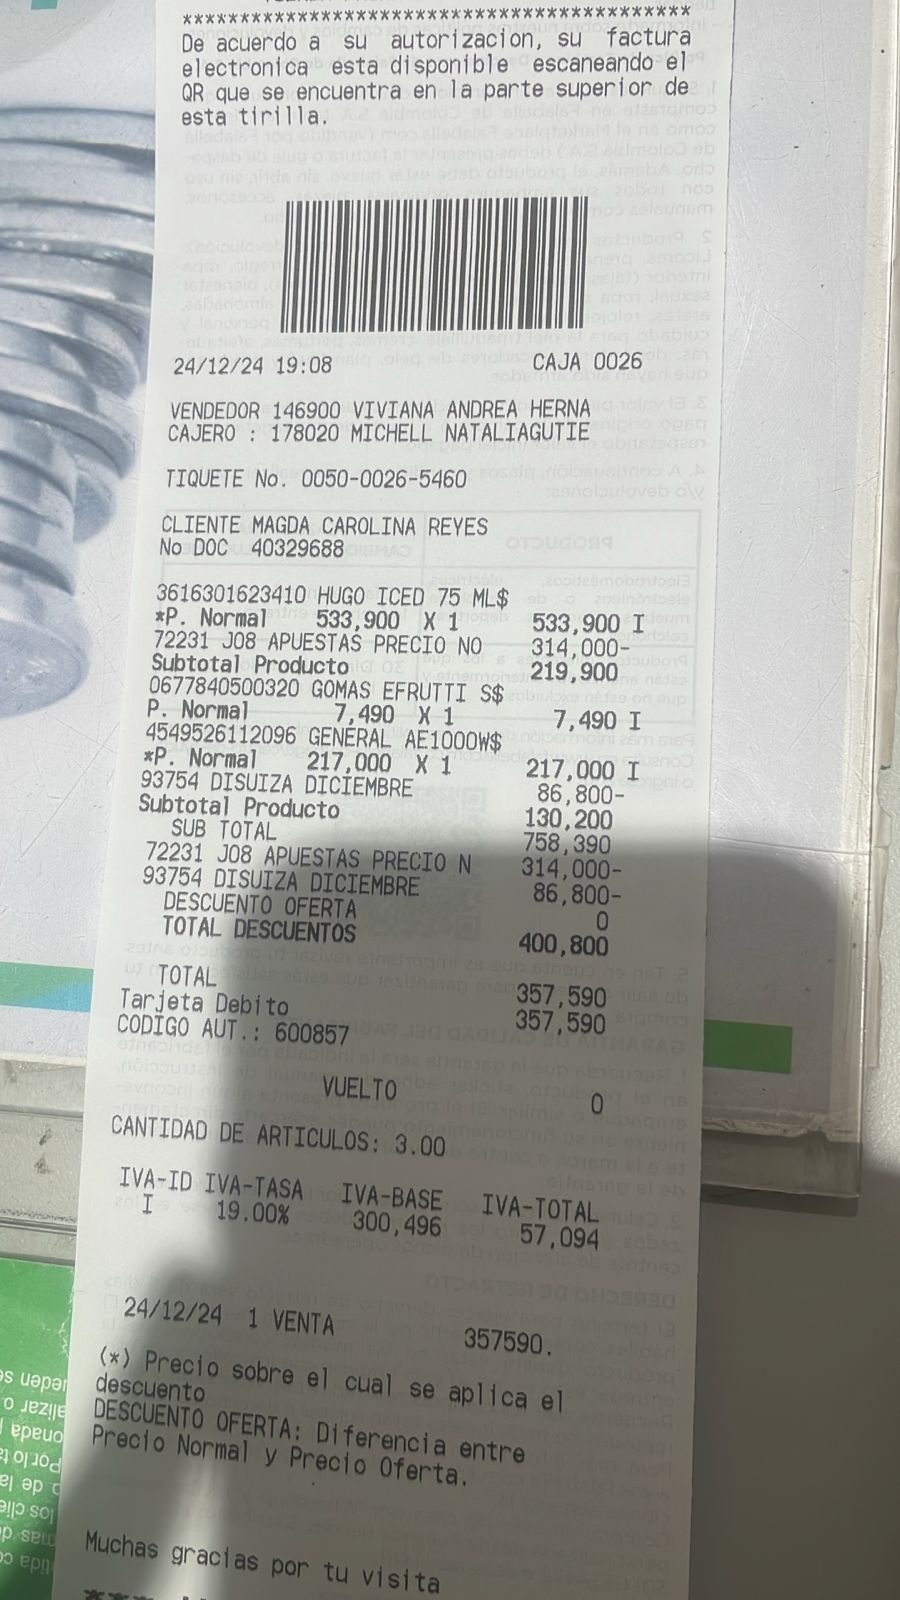 ******************************************
De acuerdo a su autorizacion, su factura
electronica esta disponible escaneando el
QR que se encuentra en la parte superior de
esta tirilla.
24/12/24 19:08 CAJA 0026
VENDEDOR 146900 VIVIANA ANDREA HERNA
CAJERO : 178020 MICHELL NATALIAGUTIE
TIQUETE No. 0050-0026-5460
CLIENTE MAGDA CAROLINA REYES
No DOC 40329688
3616301623410 HUGO ICED 75 ML$
*P. Normal 533,900 X 1 533,900 I
72231 J08 APUESTAS PRECIO NO 314,000-
Subtotal Producto 219,900
0677840500320 GOMAS EFRUTTI S$
P. Normal 7,490 X 1 7,490 I
4549526112096 GENERAL AE1000W$
*P. Normal 217,000 X 1 217,000 I
93754 DISUIZA DICIEMBRE 86,800-
Subtotal Producto 130,200
SUB TOTAL 758,390
72231 J08 APUESTAS PRECIO N 314,000-
93754 DISUIZA DICIEMBRE 86,800-
DESCUENTO OFERTA 0
TOTAL DESCUENTOS 400,800
TOTAL 357,590
Tarjeta Debito 357,590
CODIGO AUT.: 600857
VUELTO 0
CANTIDAD DE ARTICULOS: 3.00
IVA-ID IVA-TASA IVA-BASE IVA-TOTAL
I 19.00% 300,496 57,094
24/12/24 1 VENTA 357590.
(*) Precio sobre el cual se aplica el
descuento
DESCUENTO OFERTA: Diferencia entre
Precio Normal y Precio Oferta.
Muchas gracias por tu visita